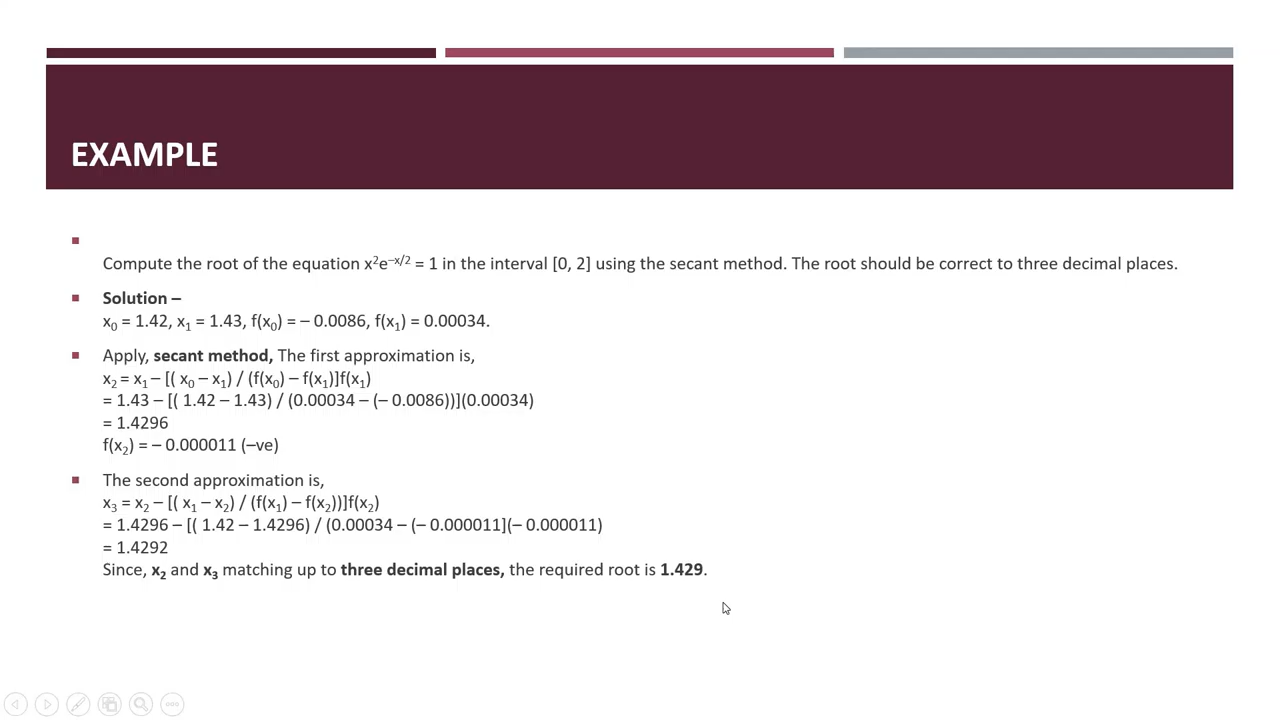 EXAMPLE
Compute the root of the equation x²e⁻ˣ/² = 1 in the interval [0, 2] using the secant method. The root should be correct to three decimal places.
Solution –
x₀ = 1.42, x₁ = 1.43, f(x₀) = – 0.0086, f(x₁) = 0.00034.
Apply, secant method, The first approximation is,
x₂ = x₁ – [( x₀ – x₁) / (f(x₀) – f(x₁)]f(x₁)
= 1.43 – [( 1.42 – 1.43) / (0.00034 – (– 0.0086))](0.00034)
= 1.4296
f(x₂) = – 0.000011 (–ve)
The second approximation is,
x₃ = x₂ – [( x₁ – x₂) / (f(x₁) – f(x₂))]f(x₂)
= 1.4296 – [( 1.42 – 1.4296) / (0.00034 – (– 0.000011](– 0.000011)
= 1.4292
Since, x₂ and x₃ matching up to three decimal places, the required root is 1.429.